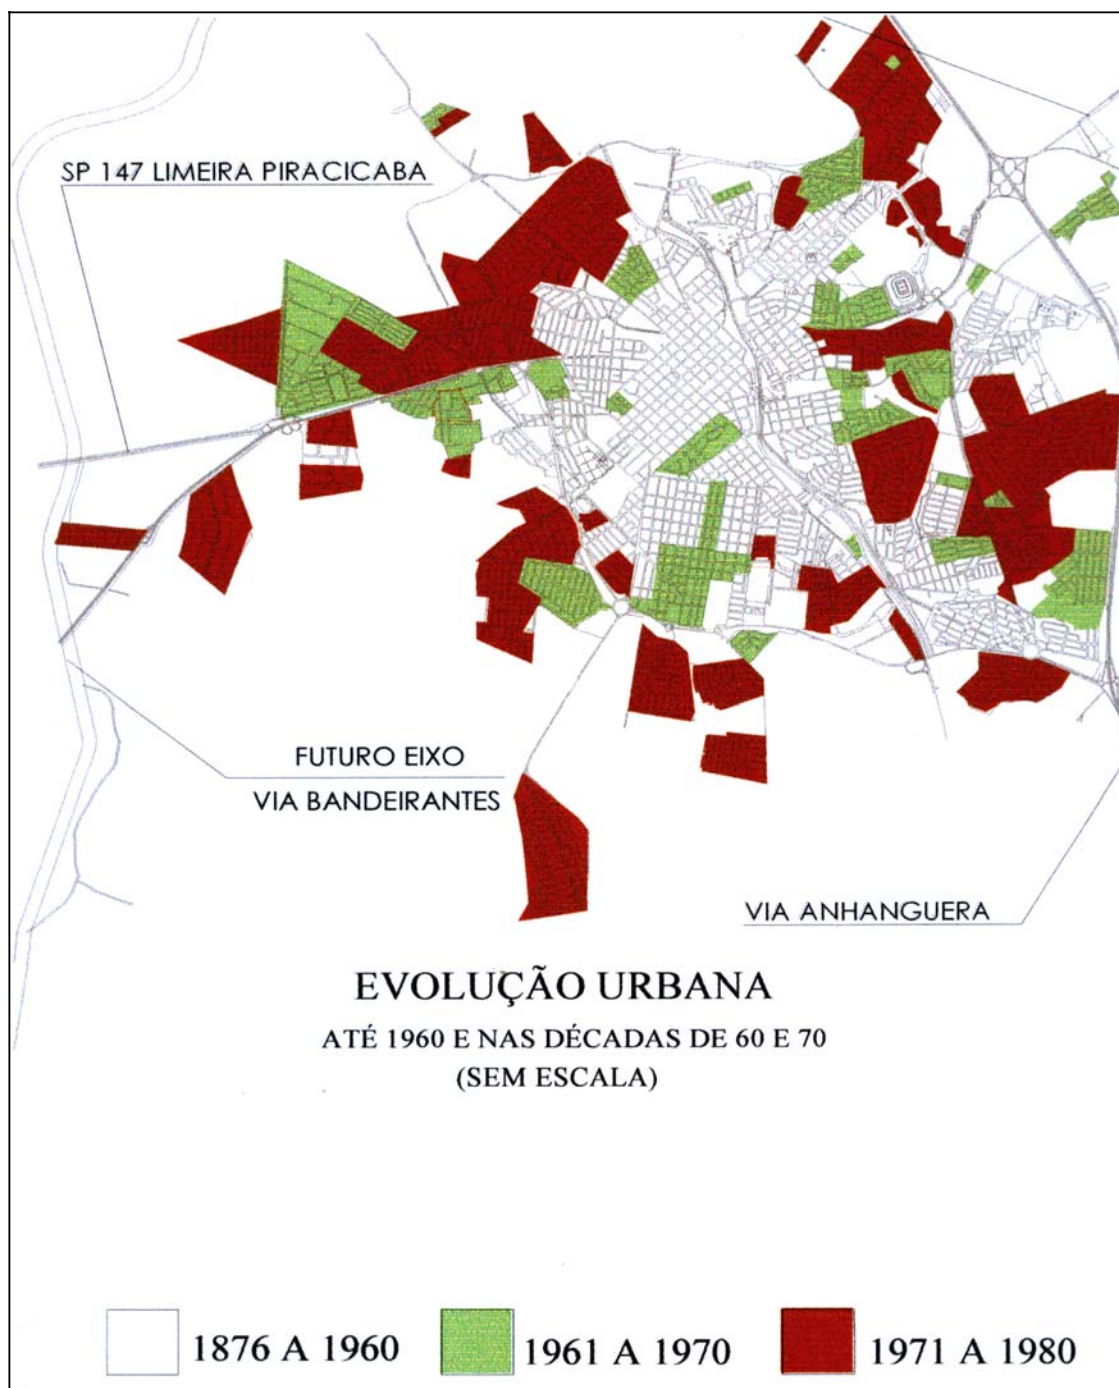 SP 147 LIMEIRA PIRACICABA
FUTURO EIXO
VIA BANDEIRANTES
VIA ANHANGUERA
EVOLUÇÃO URBANA
ATÉ 1960 E NAS DÉCADAS DE 60 E 70
(SEM ESCALA)
1876 A 1960
1961 A 1970
1971 A 1980